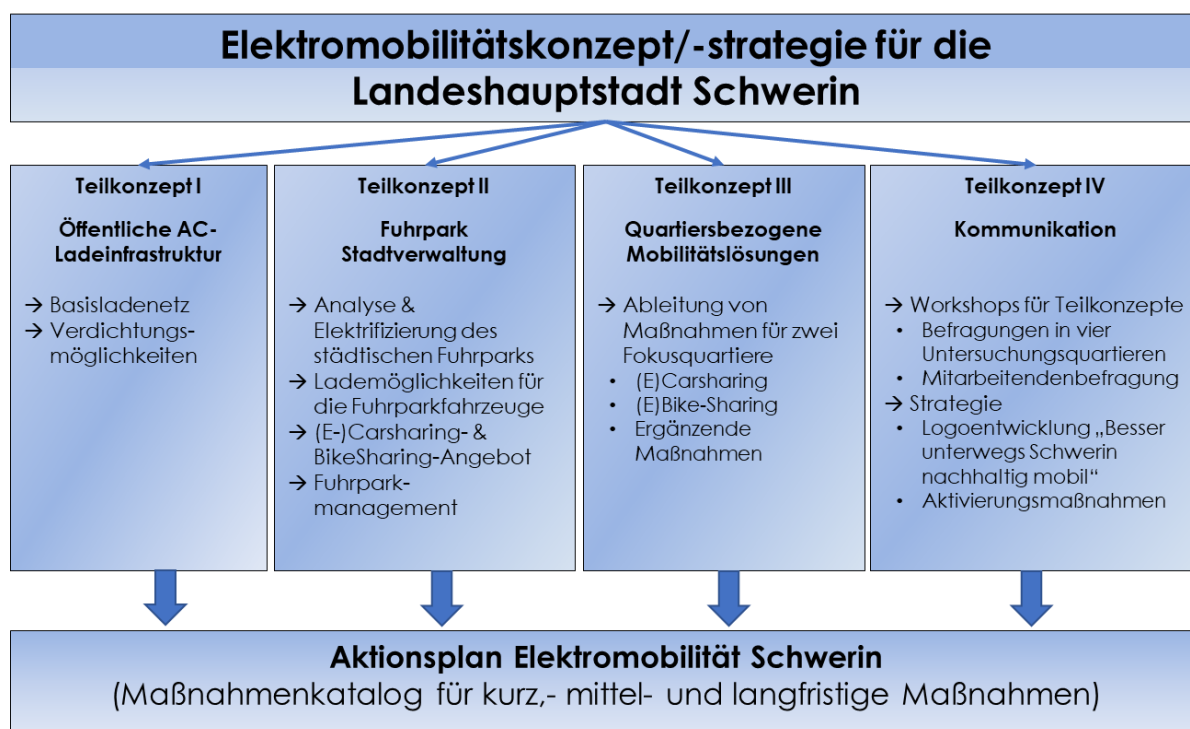 Elektromobilitätskonzept/-strategie für die
Landeshauptstadt Schwerin
Teilkonzept I
Öffentliche AC-
Ladeinfrastruktur
→ Basisladenetz
→ Verdichtungs-
möglichkeiten
Teilkonzept II
Fuhrpark
Stadtverwaltung
→ Analyse &
Elektrifizierung des
städtischen Fuhrparks
→ Lademöglichkeiten für
die Fuhrparkfahrzeuge
→ (E-)Carsharing- &
BikeSharing-Angebot
→ Fuhrpark-
management
Teilkonzept III
Quartiersbezogene
Mobilitätslösungen
→ Ableitung von
Maßnahmen für zwei
Fokusquartiere
• (E)Carsharing
• (E)Bike-Sharing
• Ergänzende
Maßnahmen
Teilkonzept IV
Kommunikation
→ Workshops für Teilkonzepte
• Befragungen in vier
Untersuchungsquartieren
• Mitarbeitendenbefragung
→ Strategie
• Logoentwicklung „Besser
unterwegs Schwerin
nachhaltig mobil“
• Aktivierungsmaßnahmen
Aktionsplan Elektromobilität Schwerin
(Maßnahmenkatalog für kurz,- mittel- und langfristige Maßnahmen)